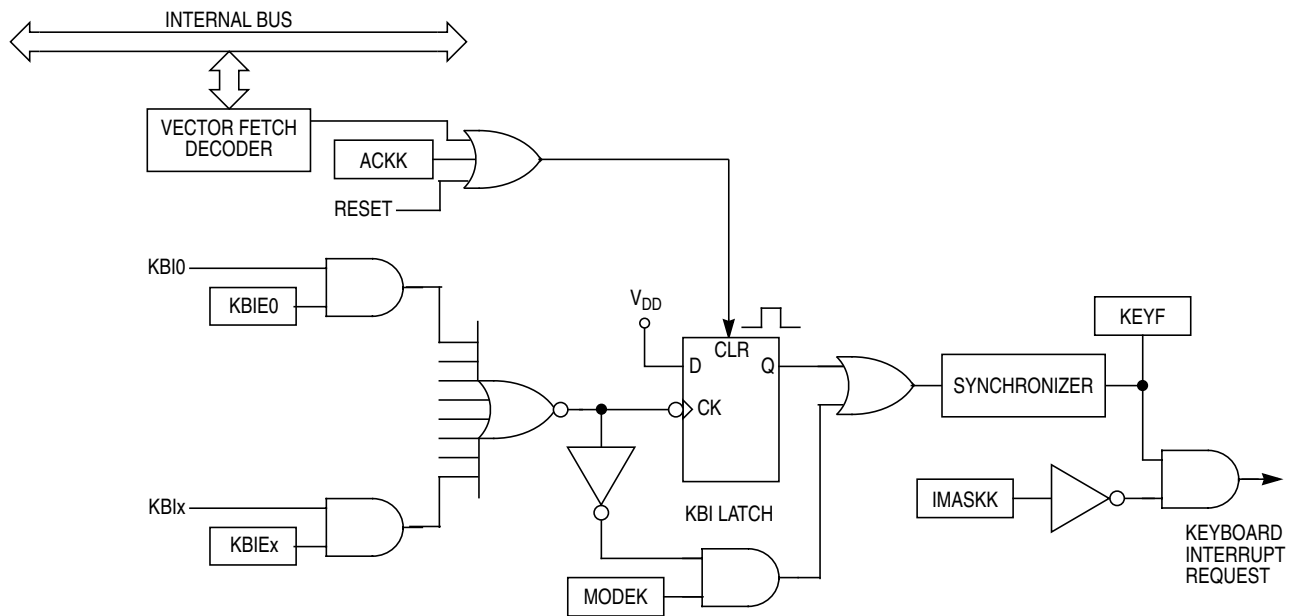 INTERNAL BUS
VECTOR FETCH
DECODER
ACKK
RESET
KBI0
KBIE0
VDD
CLR
D
Q
CK
KEYF
SYNCHRONIZER
KBIx
KBIEx
KBI LATCH
IMASKK
MODEK
KEYBOARD
INTERRUPT
REQUEST